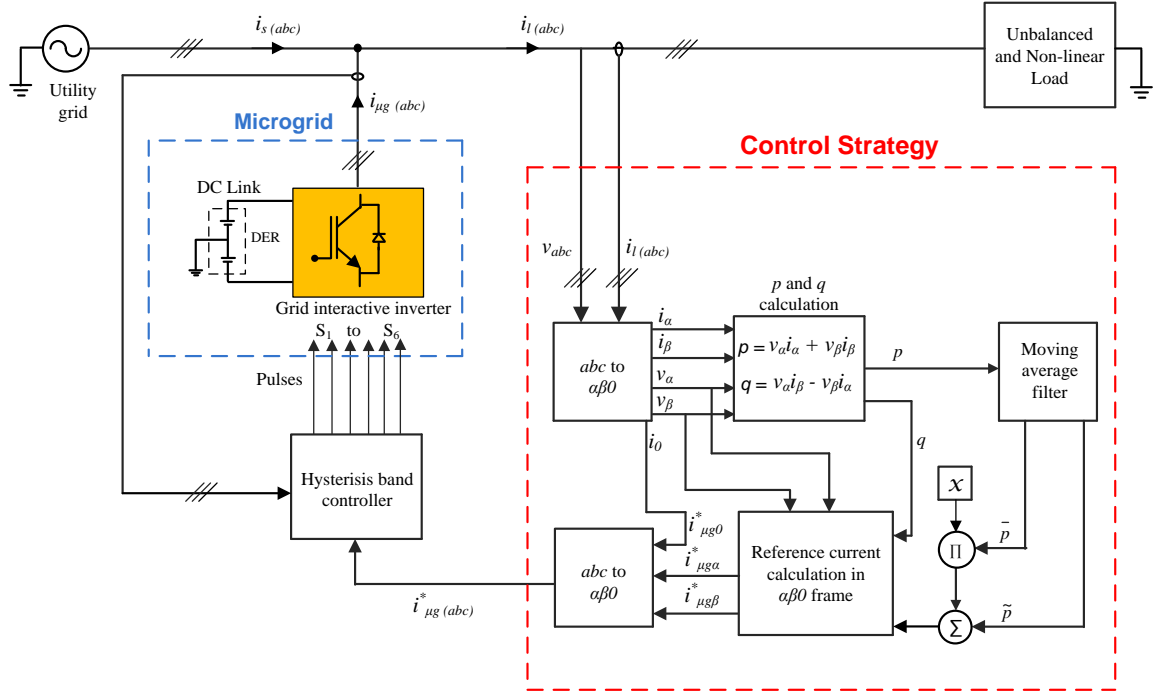 i_s (abc)
i_l (abc)
Unbalanced
and Non-linear
Load
Utility
grid
i_μg (abc)
Microgrid
Control Strategy
DC Link
DER
Grid interactive inverter
S_1 to S_6
Pulses
v_abc
i_l (abc)
p and q
calculation
abc to
αβ0
i_α
i_β
v_α
v_β
i_0
p = v_α i_α + v_β i_β
q = v_α i_β - v_β i_α
p
q
Moving
average
filter
Hysterisis band
controller
x
Π
p̄
Σ
p̃
Reference current
calculation in
αβ0 frame
i*_μg0
i*_μgα
i*_μgβ
abc to
αβ0
i*_μg (abc)